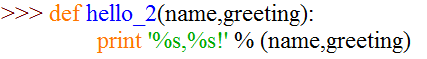 >>> def hello_2(name,greeting):
print '%s,%s!' % (name,greeting)